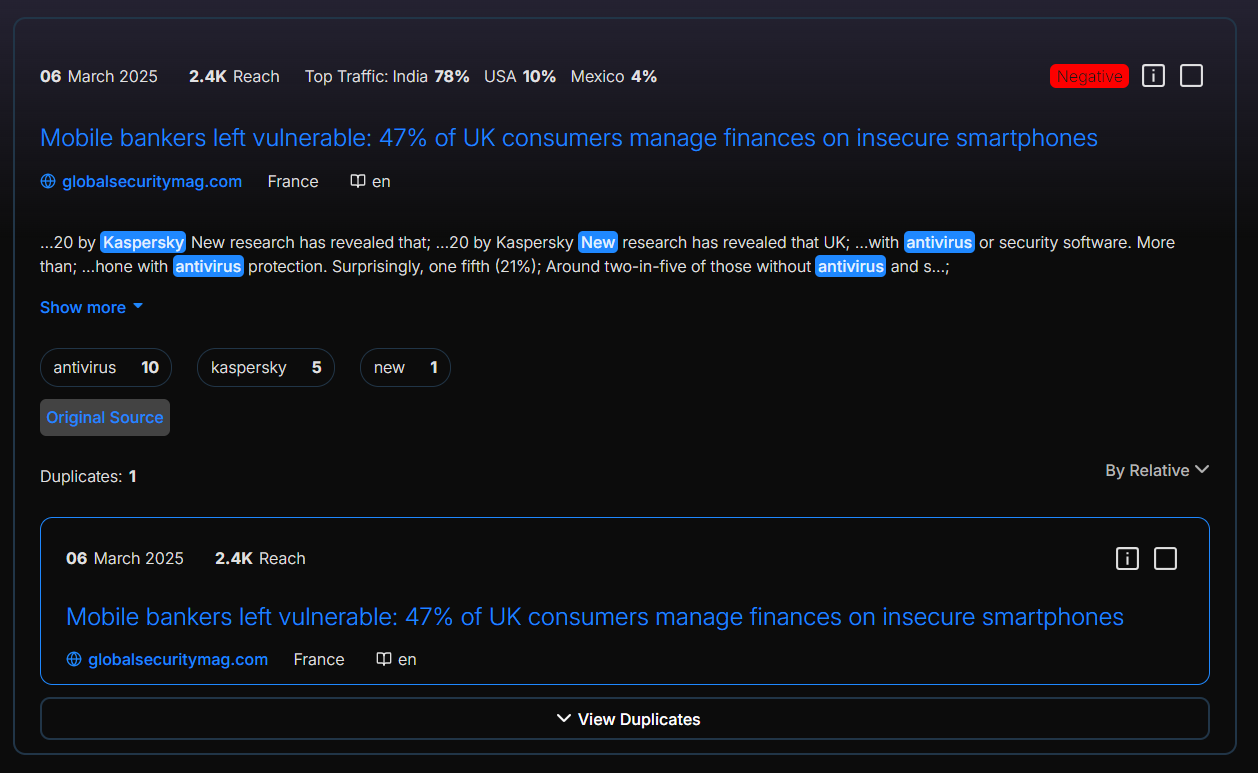 06 March 2025 2.4K Reach Top Traffic: India 78% USA 10% Mexico 4% Negative
Mobile bankers left vulnerable: 47% of UK consumers manage finances on insecure smartphones
globalsecuritymag.com France en
...20 by Kaspersky New research has revealed that; ...20 by Kaspersky New research has revealed that UK; ...with antivirus or security software. More
than; ...hone with antivirus protection. Surprisingly, one fifth (21%); Around two-in-five of those without antivirus and s...;
Show more
antivirus 10 kaspersky 5 new 1
Original Source
Duplicates: 1 By Relative
06 March 2025 2.4K Reach
Mobile bankers left vulnerable: 47% of UK consumers manage finances on insecure smartphones
globalsecuritymag.com France en
View Duplicates